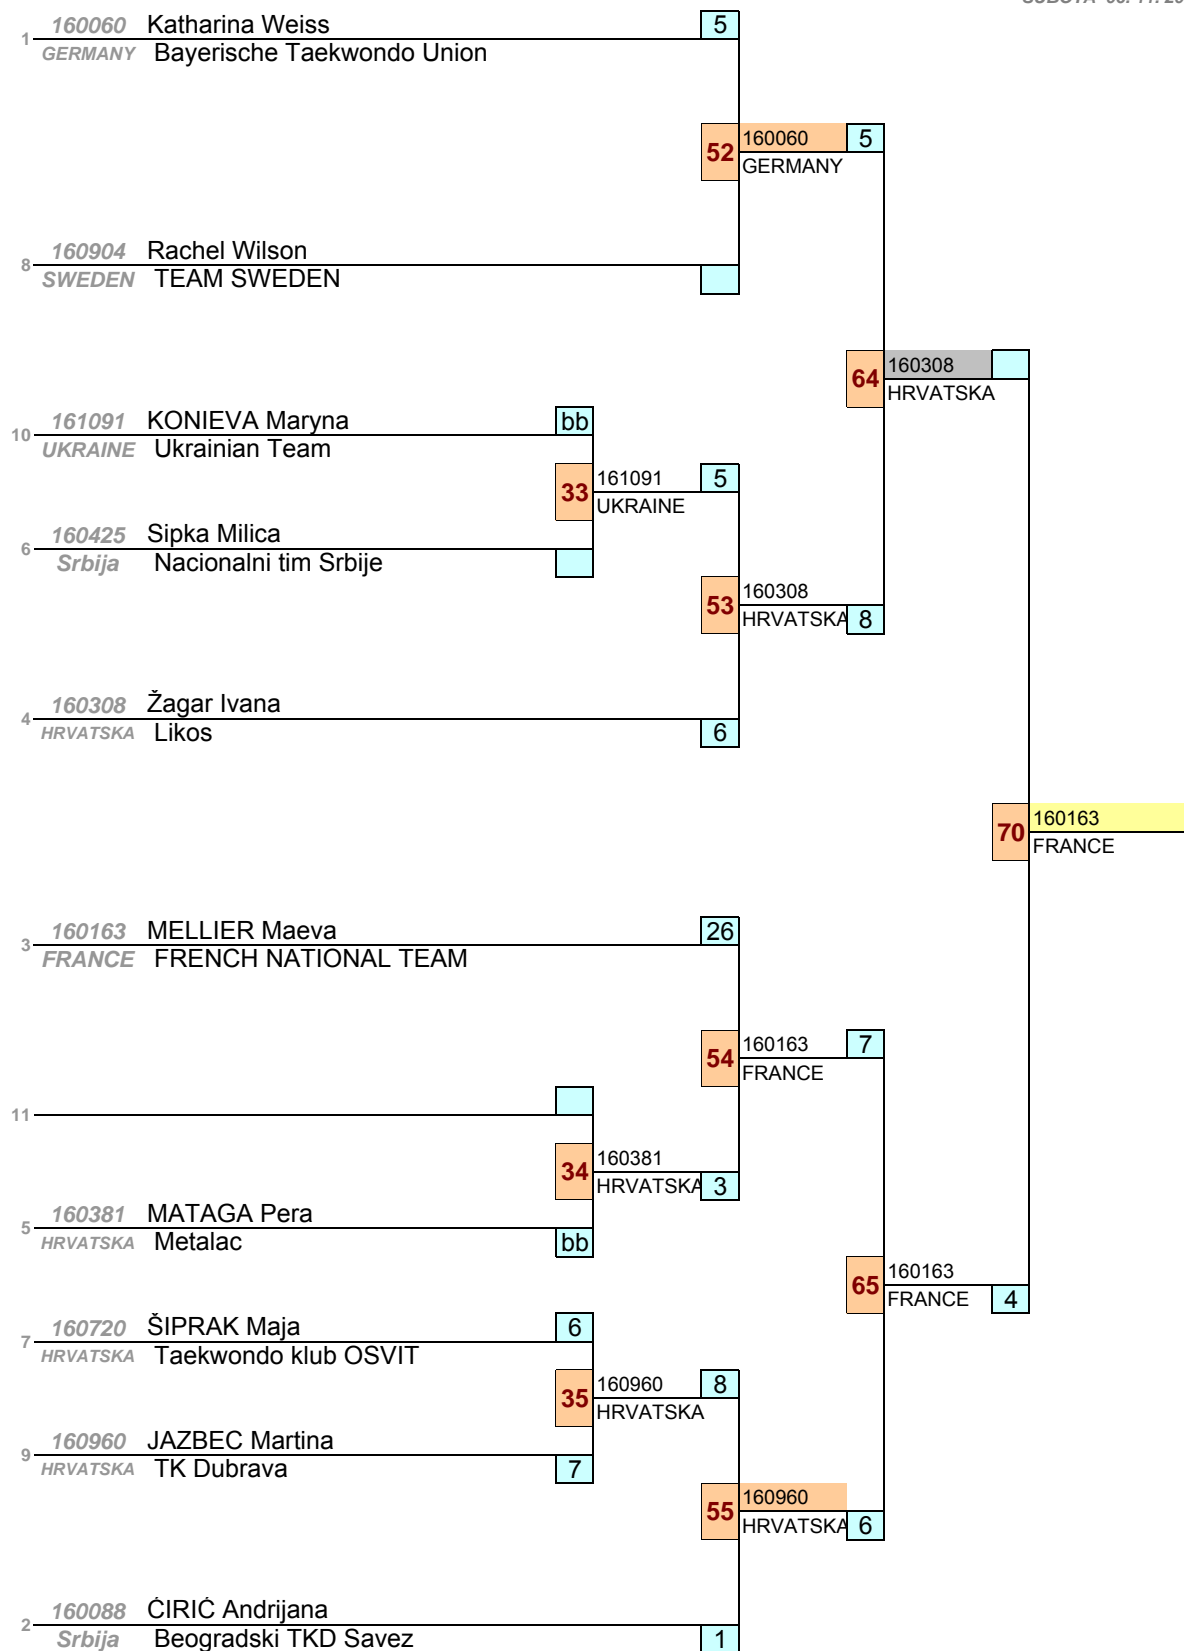 160060 Katharina Weiss 5
1
GERMANY Bayerische Taekwondo Union
52 160060 5
GERMANY
160904 Rachel Wilson
8
SWEDEN TEAM SWEDEN
64 160308
HRVATSKA
161091 KONIEVA Maryna bb
10
UKRAINE Ukrainian Team
33 161091 5
UKRAINE
160425 Sipka Milica
6
Srbija Nacionalni tim Srbije
53 160308
HRVATSKA 8
160308 Žagar Ivana
4
HRVATSKA Likos 6
70 160163
FRANCE
160163 MELLIER Maeva 26
3
FRANCE FRENCH NATIONAL TEAM
54 160163 7
FRANCE
11
34 160381
HRVATSKA 3
160381 MATAGA Pera
5
HRVATSKA Metalac bb
65 160163
FRANCE 4
160720 ŠIPRAK Maja 6
7
HRVATSKA Taekwondo klub OSVIT
35 160960 8
HRVATSKA
160960 JAZBEC Martina
9
HRVATSKA TK Dubrava 7
55 160960
HRVATSKA 6
160088 ĆIRIĆ Andrijana
2
Srbija Beogradski TKD Savez 1